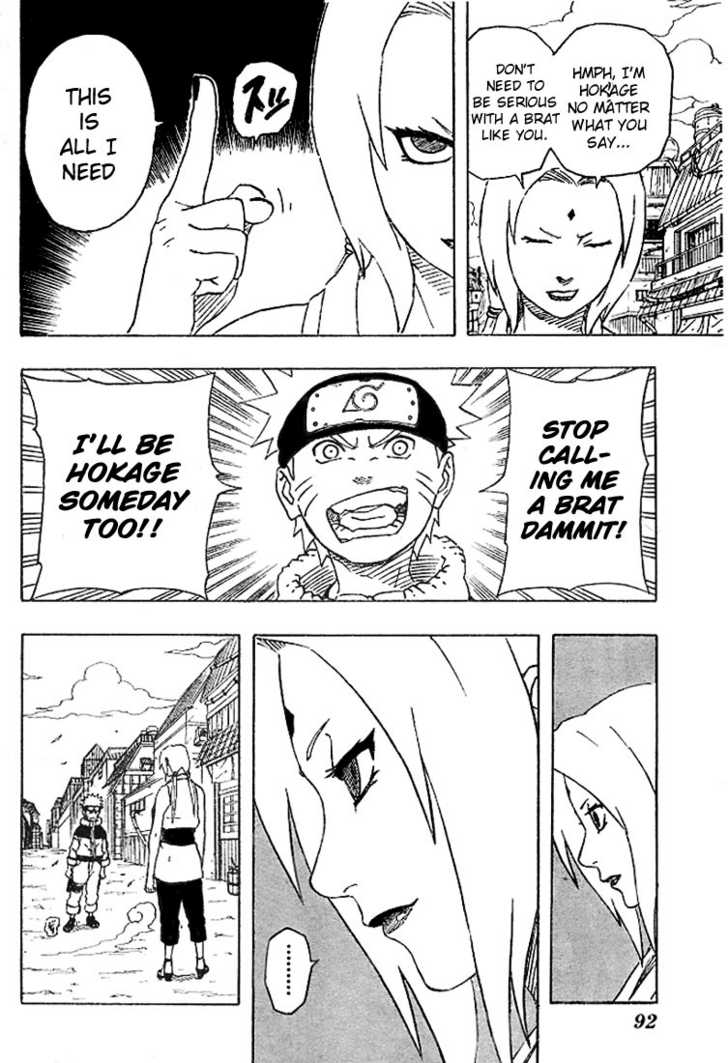 HMPH, I'M
HOKAGE
NO MATTER
WHAT YOU
SAY...
DON'T
NEED TO
BE SERIOUS
WITH A BRAT
LIKE YOU.
THIS
IS
ALL I
NEED
スッ
STOP
CALL-
ING ME
A BRAT
DAMMIT!
I'LL BE
HOKAGE
SOMEDAY
TOO!!
........
92